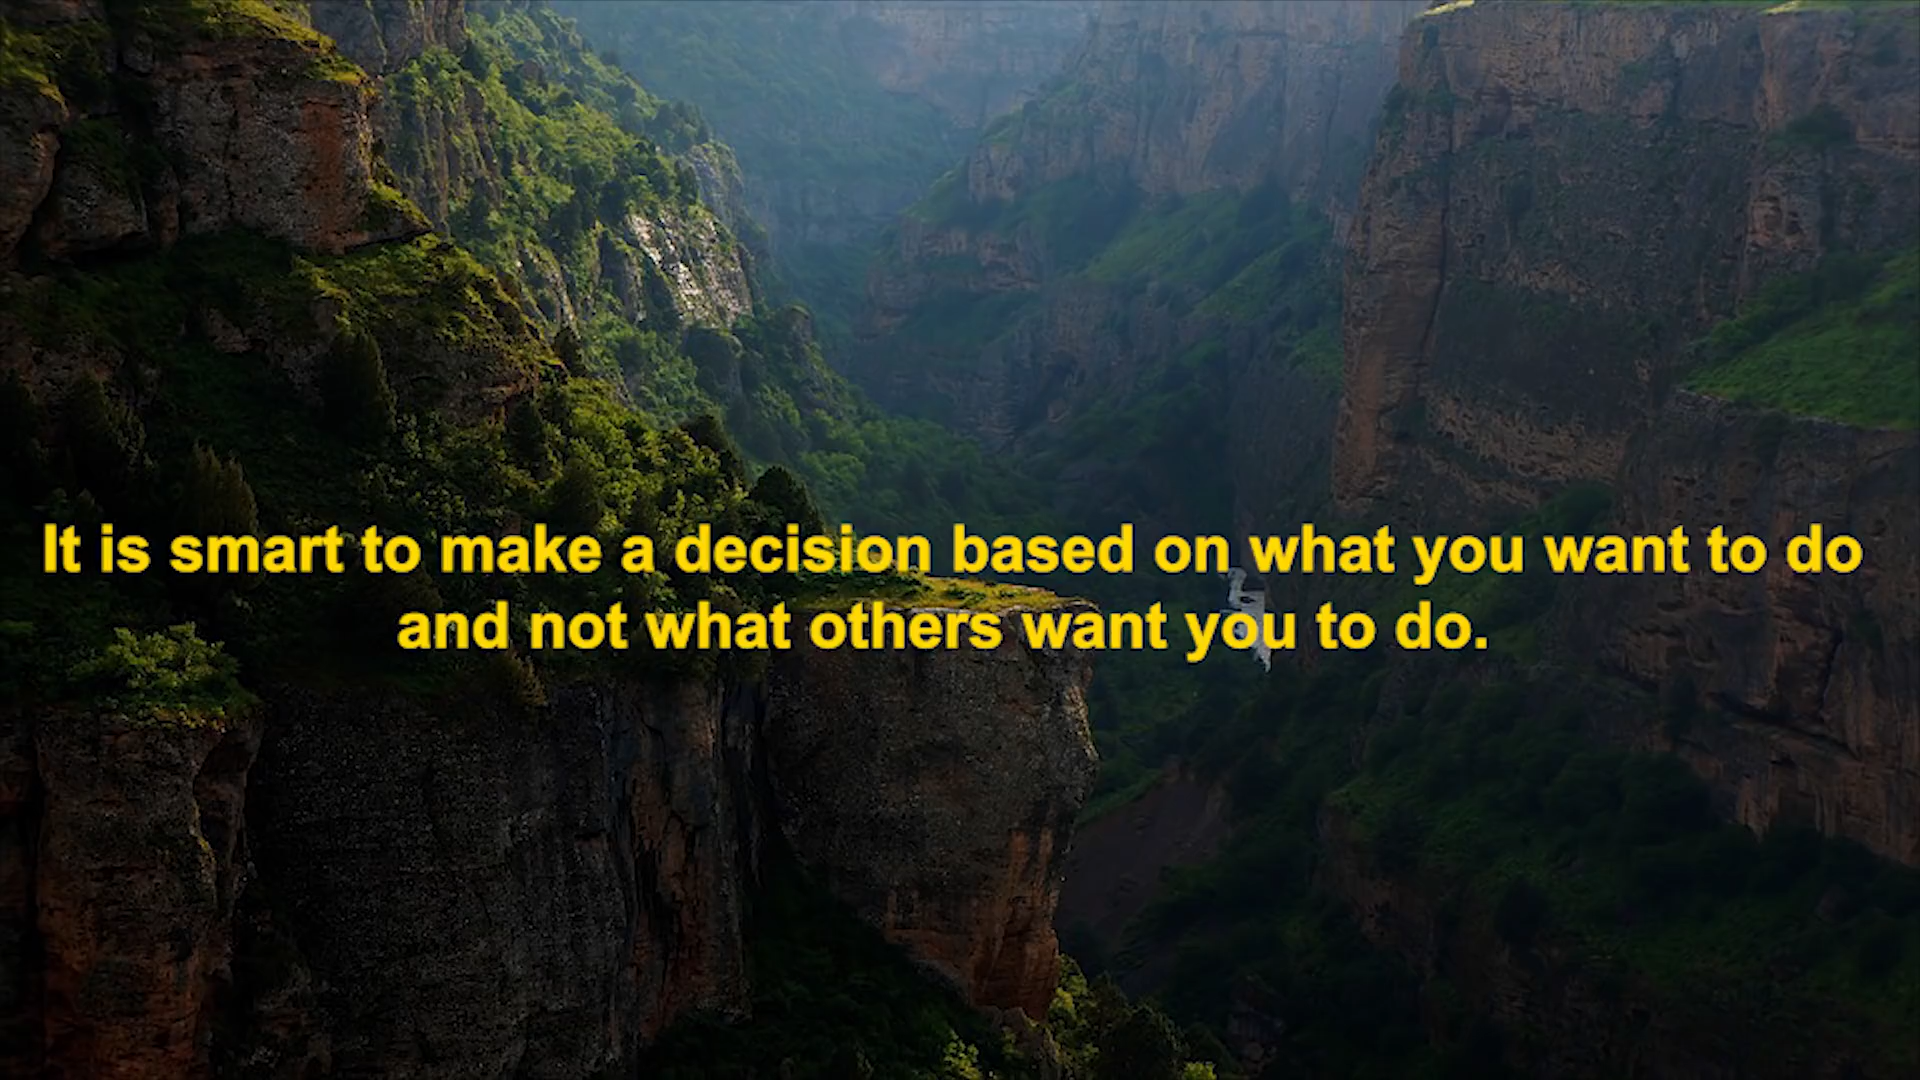 It is smart to make a decision based on what you want to do
and not what others want you to do.